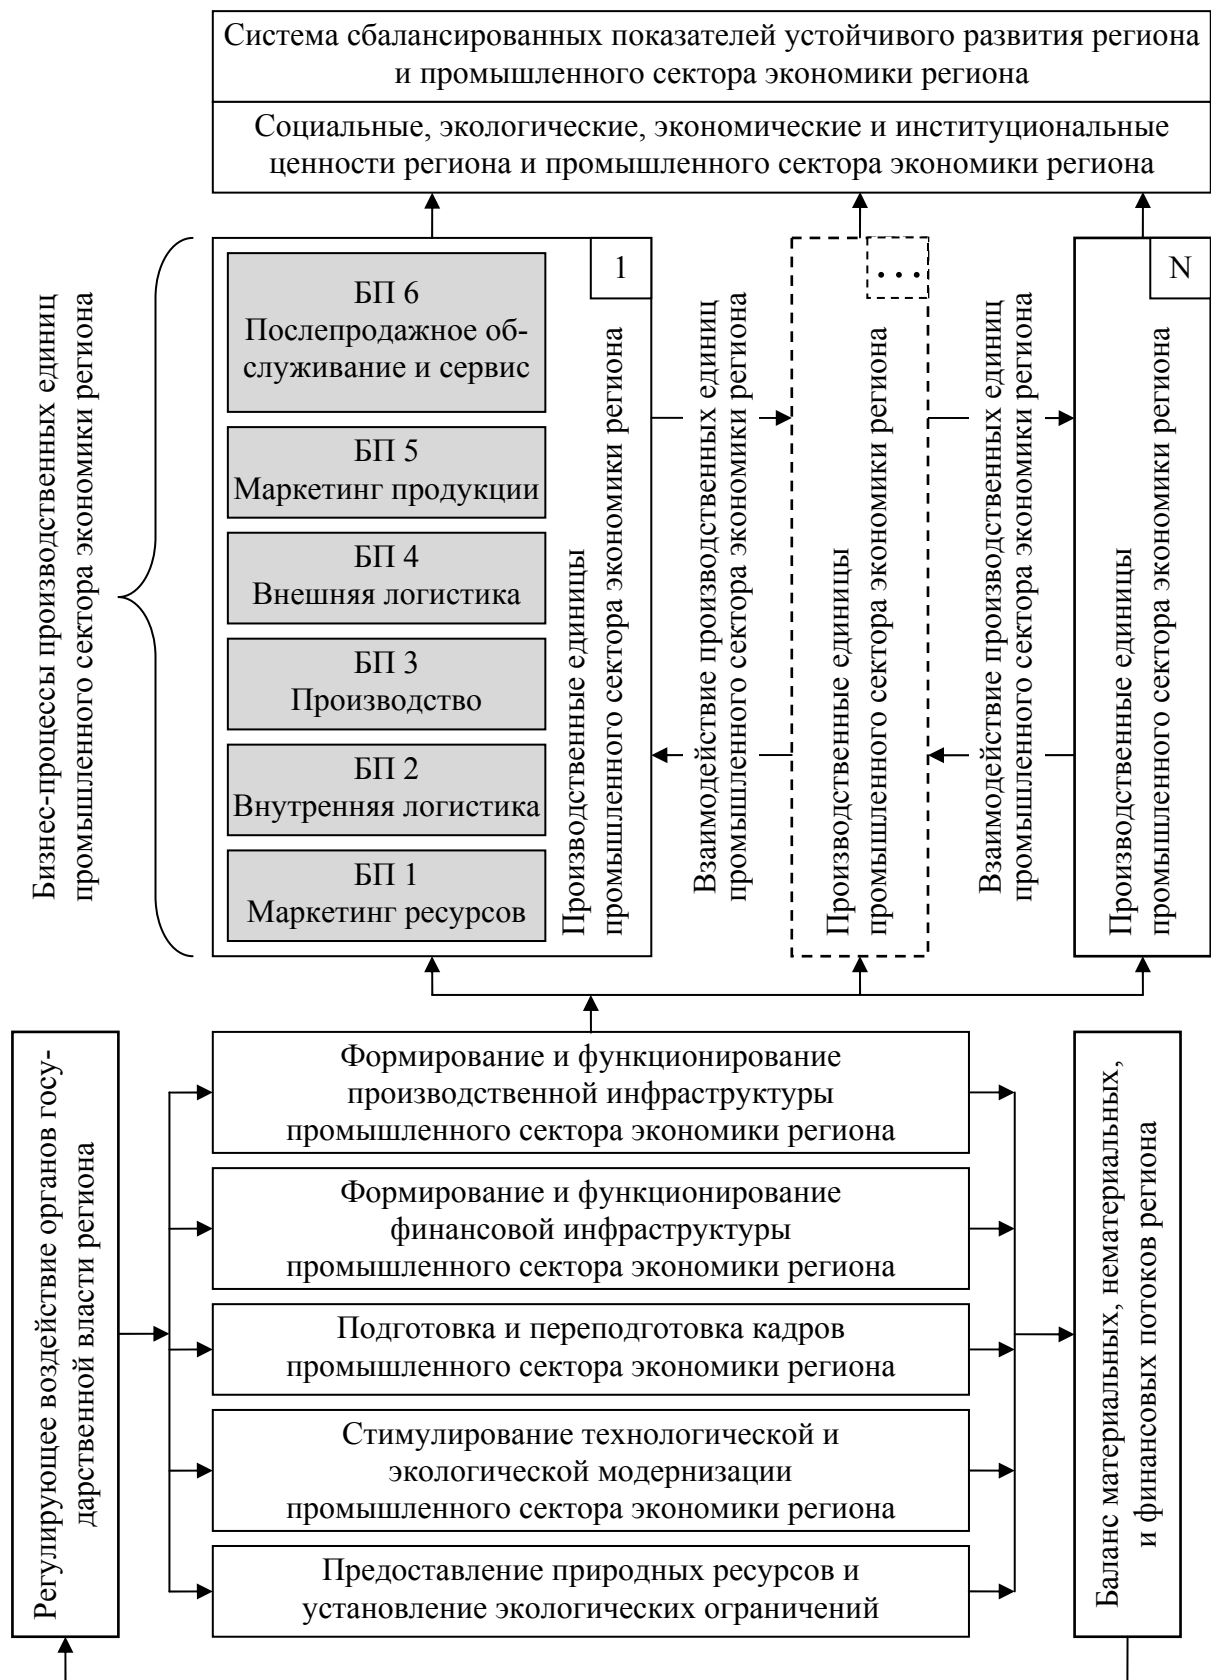 Система сбалансированных показателей устойчивого развития региона
и промышленного сектора экономики региона
Социальные, экологические, экономические и институциональные
ценности региона и промышленного сектора экономики региона
Бизнес-процессы производственных единиц
промышленного сектора экономики региона
БП 6
Послепродажное об-
служивание и сервис
БП 5
Маркетинг продукции
БП 4
Внешняя логистика
БП 3
Производство
БП 2
Внутренняя логистика
БП 1
Маркетинг ресурсов
1
Производственные единицы
промышленного сектора экономики региона
Взаимодействие производственных единиц
промышленного сектора экономики региона
...
Производственные единицы
промышленного сектора экономики региона
Взаимодействие производственных единиц
промышленного сектора экономики региона
N
Производственные единицы
промышленного сектора экономики региона
Регулирующее воздействие органов госу-
дарственной власти региона
Формирование и функционирование
производственной инфраструктуры
промышленного сектора экономики региона
Формирование и функционирование
финансовой инфраструктуры
промышленного сектора экономики региона
Подготовка и переподготовка кадров
промышленного сектора экономики региона
Стимулирование технологической и
экологической модернизации
промышленного сектора экономики региона
Предоставление природных ресурсов и
установление экологических ограничений
Баланс материальных, нематериальных,
и финансовых потоков региона